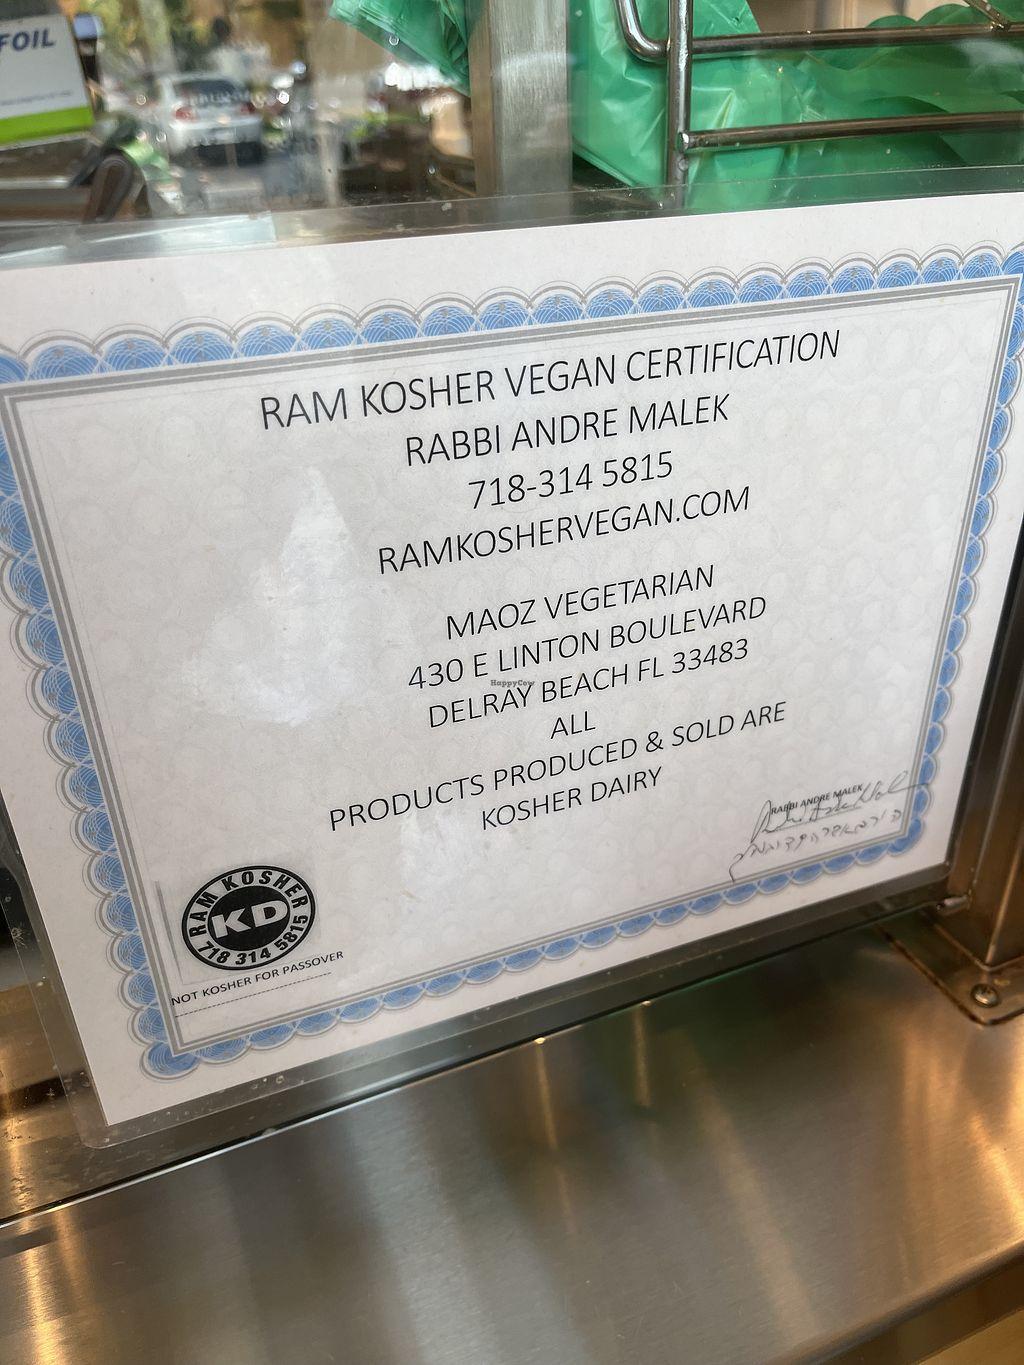 FOIL
RAM KOSHER VEGAN CERTIFICATION
RABBI ANDRE MALEK
718-314 5815
RAMKOSHERVEGAN.COM
MAOZ VEGETARIAN
430 E LINTON BOULEVARD
DELRAY BEACH FL 33483
HappyCow
ALL
PRODUCTS PRODUCED & SOLD ARE
KOSHER DAIRY
RABBI ANDRE MALEK
RAM KOSHER
KD
718 314 5815
NOT KOSHER FOR PASSOVER